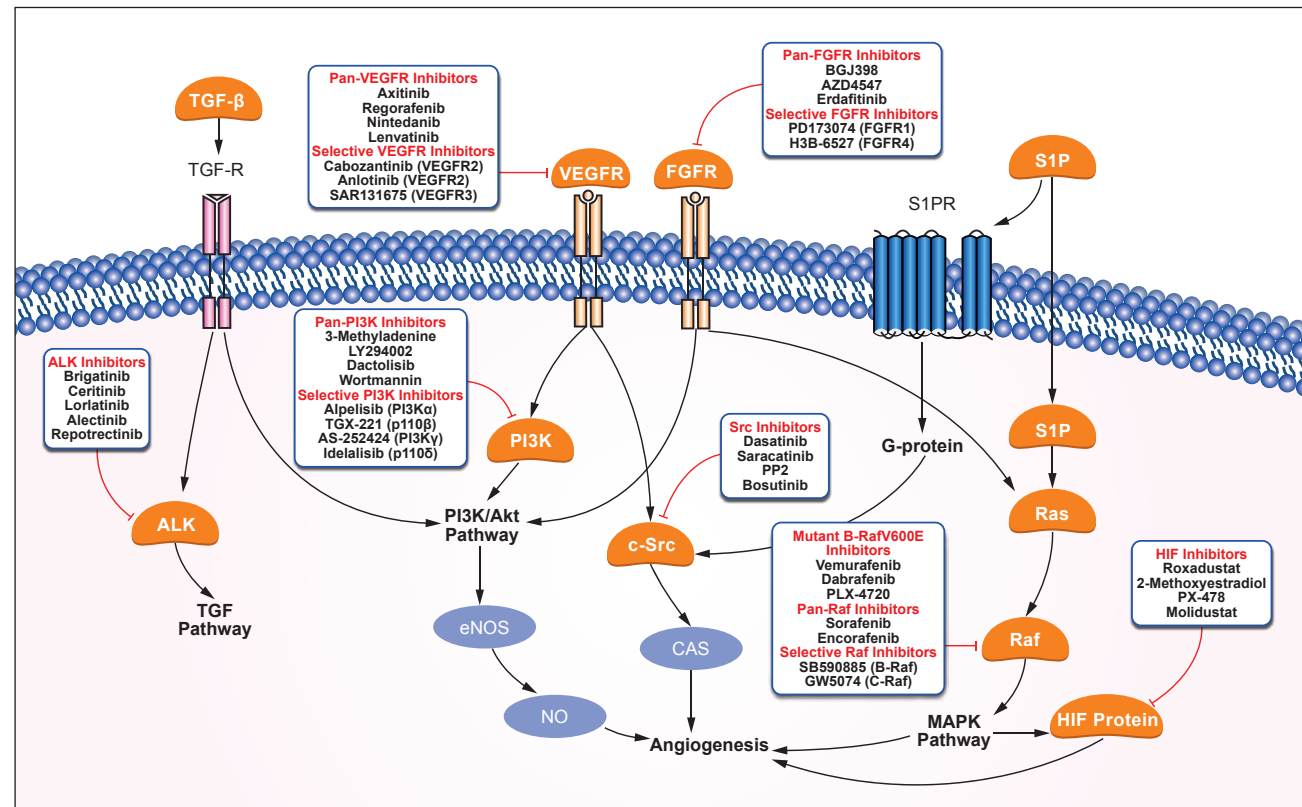 TGF-β
TGF-R
Pan-VEGFR Inhibitors
Axitinib
Regorafenib
Nintedanib
Lenvatinib
Selective VEGFR Inhibitors
Cabozantinib (VEGFR2)
Anlotinib (VEGFR2)
SAR131675 (VEGFR3)
VEGFR
FGFR
Pan-FGFR Inhibitors
BGJ398
AZD4547
Erdafitinib
Selective FGFR Inhibitors
PD173074 (FGFR1)
H3B-6527 (FGFR4)
S1P
S1PR
ALK Inhibitors
Brigatinib
Ceritinib
Lorlatinib
Alectinib
Repotrectinib
Pan-PI3K Inhibitors
3-Methyladenine
LY294002
Dactolisib
Wortmannin
Selective PI3K Inhibitors
Alpelisib (PI3Kα)
TGX-221 (p110β)
AS-252424 (PI3Kγ)
Idelalisib (p110δ)
PI3K
Src Inhibitors
Dasatinib
Saracatinib
PP2
Bosutinib
G-protein
S1P
ALK
PI3K/Akt
Pathway
c-Src
Ras
TGF
Pathway
eNOS
CAS
Mutant B-RafV600E
Inhibitors
Vemurafenib
Dabrafenib
PLX-4720
Pan-Raf Inhibitors
Sorafenib
Encorafenib
Selective Raf Inhibitors
SB590885 (B-Raf)
GW5074 (C-Raf)
Raf
HIF Inhibitors
Roxadustat
2-Methoxyestradiol
PX-478
Molidustat
NO
Angiogenesis
MAPK
Pathway
HIF Protein